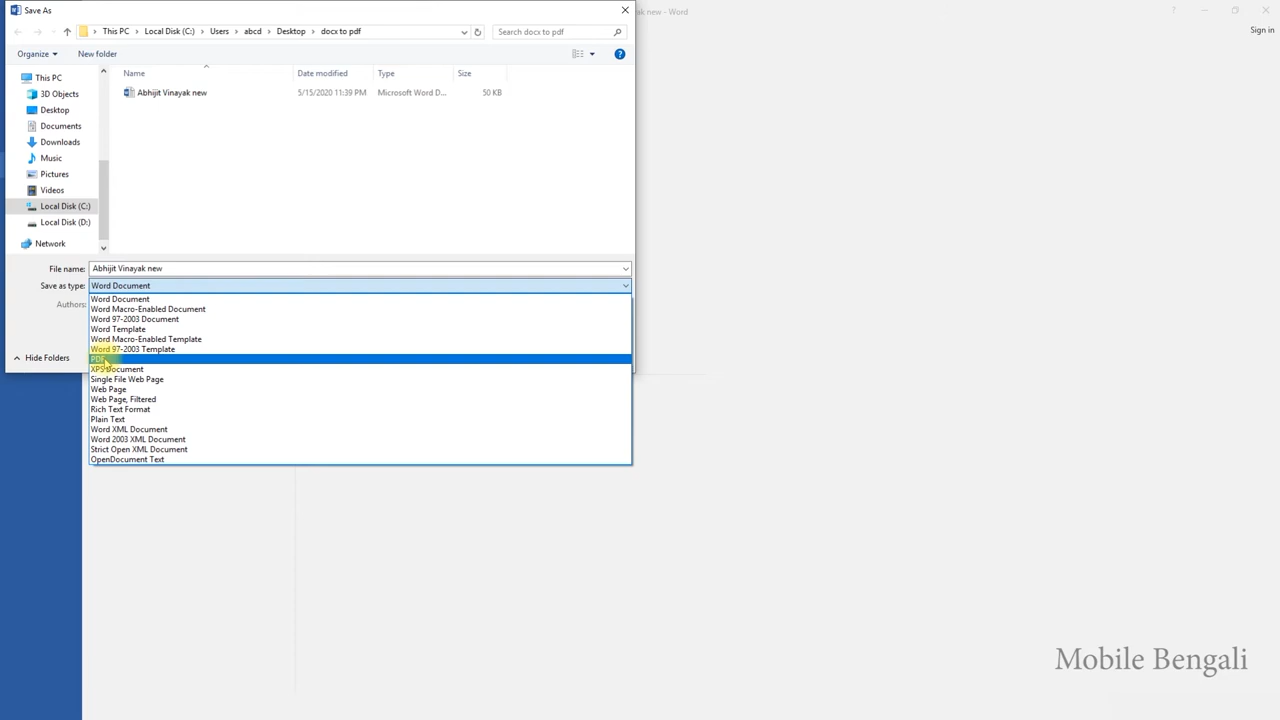 Save As
ak new - Word
Sign in
This PC
Local Disk (C:)
Users
abcd
Desktop
docx to pdf
Search docx to pdf
Organize
New folder
Name
Date modified
Type
Size
This PC
3D Objects
Desktop
Documents
Downloads
Music
Pictures
Videos
Local Disk (C:)
Local Disk (D:)
Network
Abhijit Vinayak new
5/15/2020 11:39 PM
Microsoft Word D...
50 KB
File name: Abhijit Vinayak new
Save as type: Word Document
Authors:
Word Document
Word Macro-Enabled Document
Word 97-2003 Document
Word Template
Word Macro-Enabled Template
Word 97-2003 Template
PDF
XPS Document
Single File Web Page
Web Page
Web Page, Filtered
Rich Text Format
Plain Text
Word XML Document
Word 2003 XML Document
Strict Open XML Document
OpenDocument Text
Hide Folders
Mobile Bengali